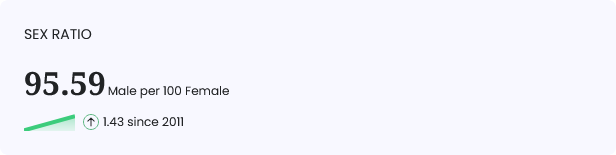 SEX RATIO
95.59 Male per 100 Female
1.43 since 2011